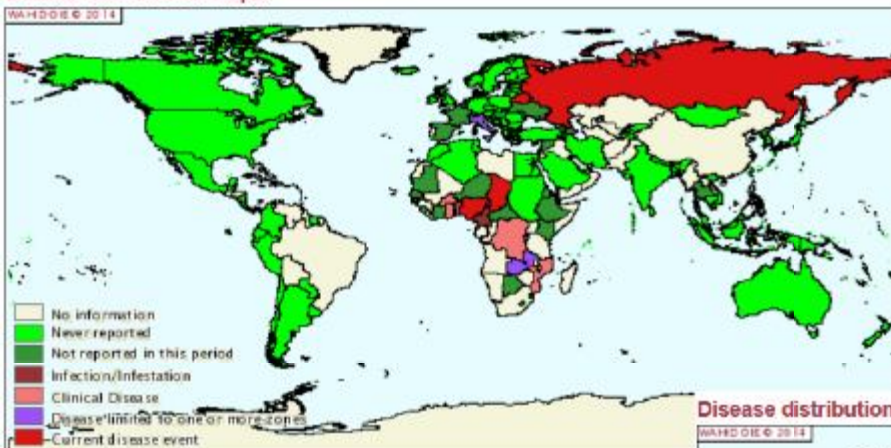 WAHID OIE © 2014
No information
Never reported
Not reported in this period
Infection/Infestation
Clinical Disease
Disease limited to one or more zones
Current disease event
Disease distribution
WAHID OIE © 2014